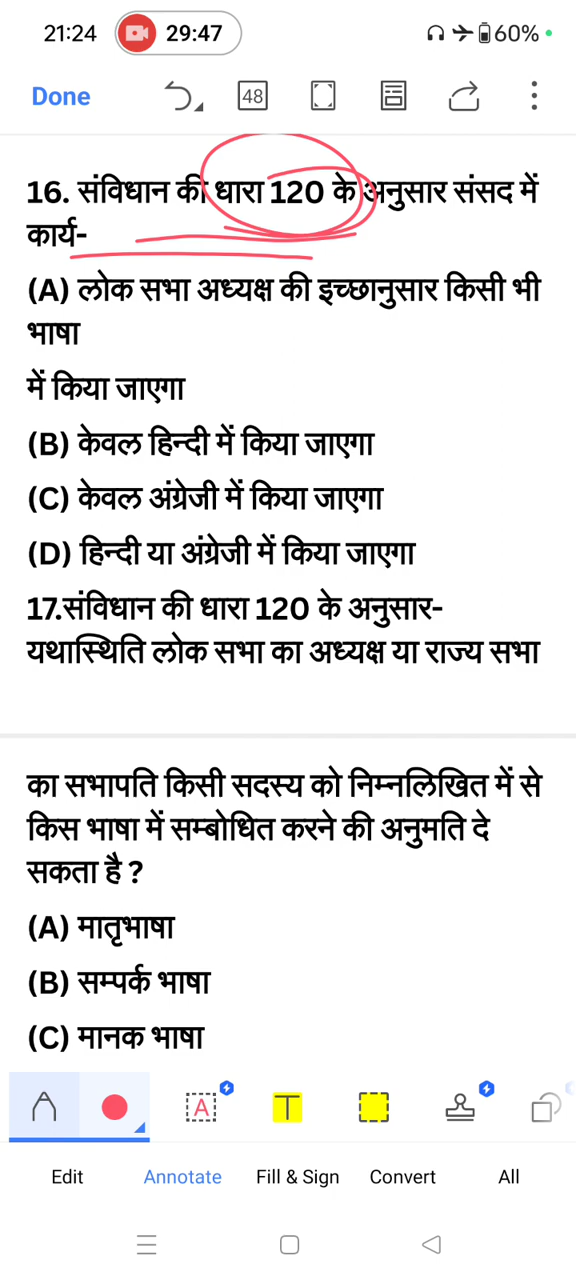 21:24 29:47 60%
Done 48
16. संविधान की धारा 120 के अनुसार संसद में
कार्य-
(A) लोक सभा अध्यक्ष की इच्छानुसार किसी भी
भाषा
में किया जाएगा
(B) केवल हिन्दी में किया जाएगा
(C) केवल अंग्रेजी में किया जाएगा
(D) हिन्दी या अंग्रेजी में किया जाएगा
17.संविधान की धारा 120 के अनुसार-
यथास्थिति लोक सभा का अध्यक्ष या राज्य सभा
का सभापति किसी सदस्य को निम्नलिखित में से
किस भाषा में सम्बोधित करने की अनुमति दे
सकता है ?
(A) मातृभाषा
(B) सम्पर्क भाषा
(C) मानक भाषा
A T
Edit Annotate Fill & Sign Convert All